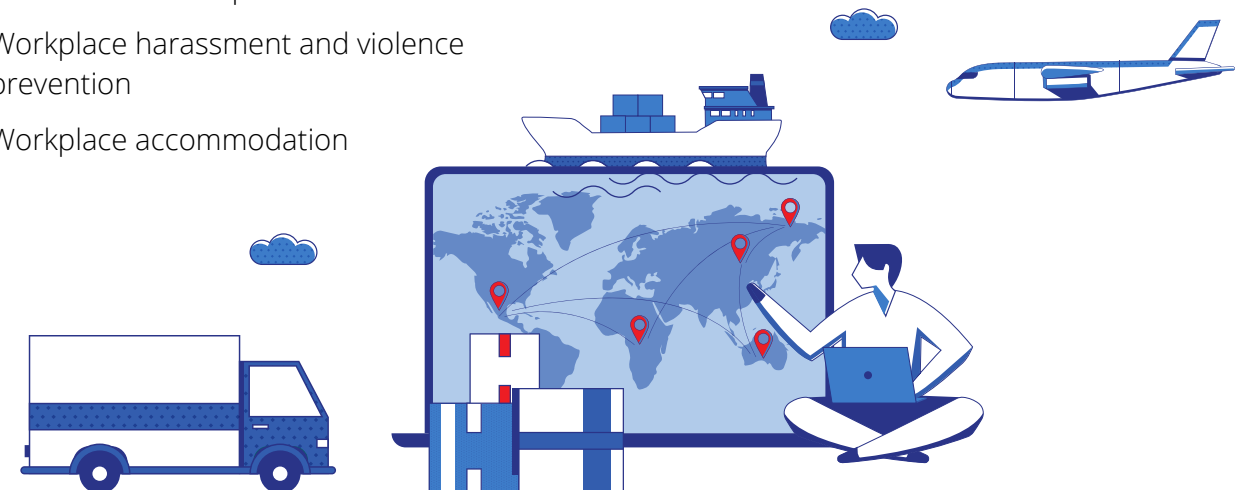 Workplace harassment and violence
prevention
Workplace accommodation